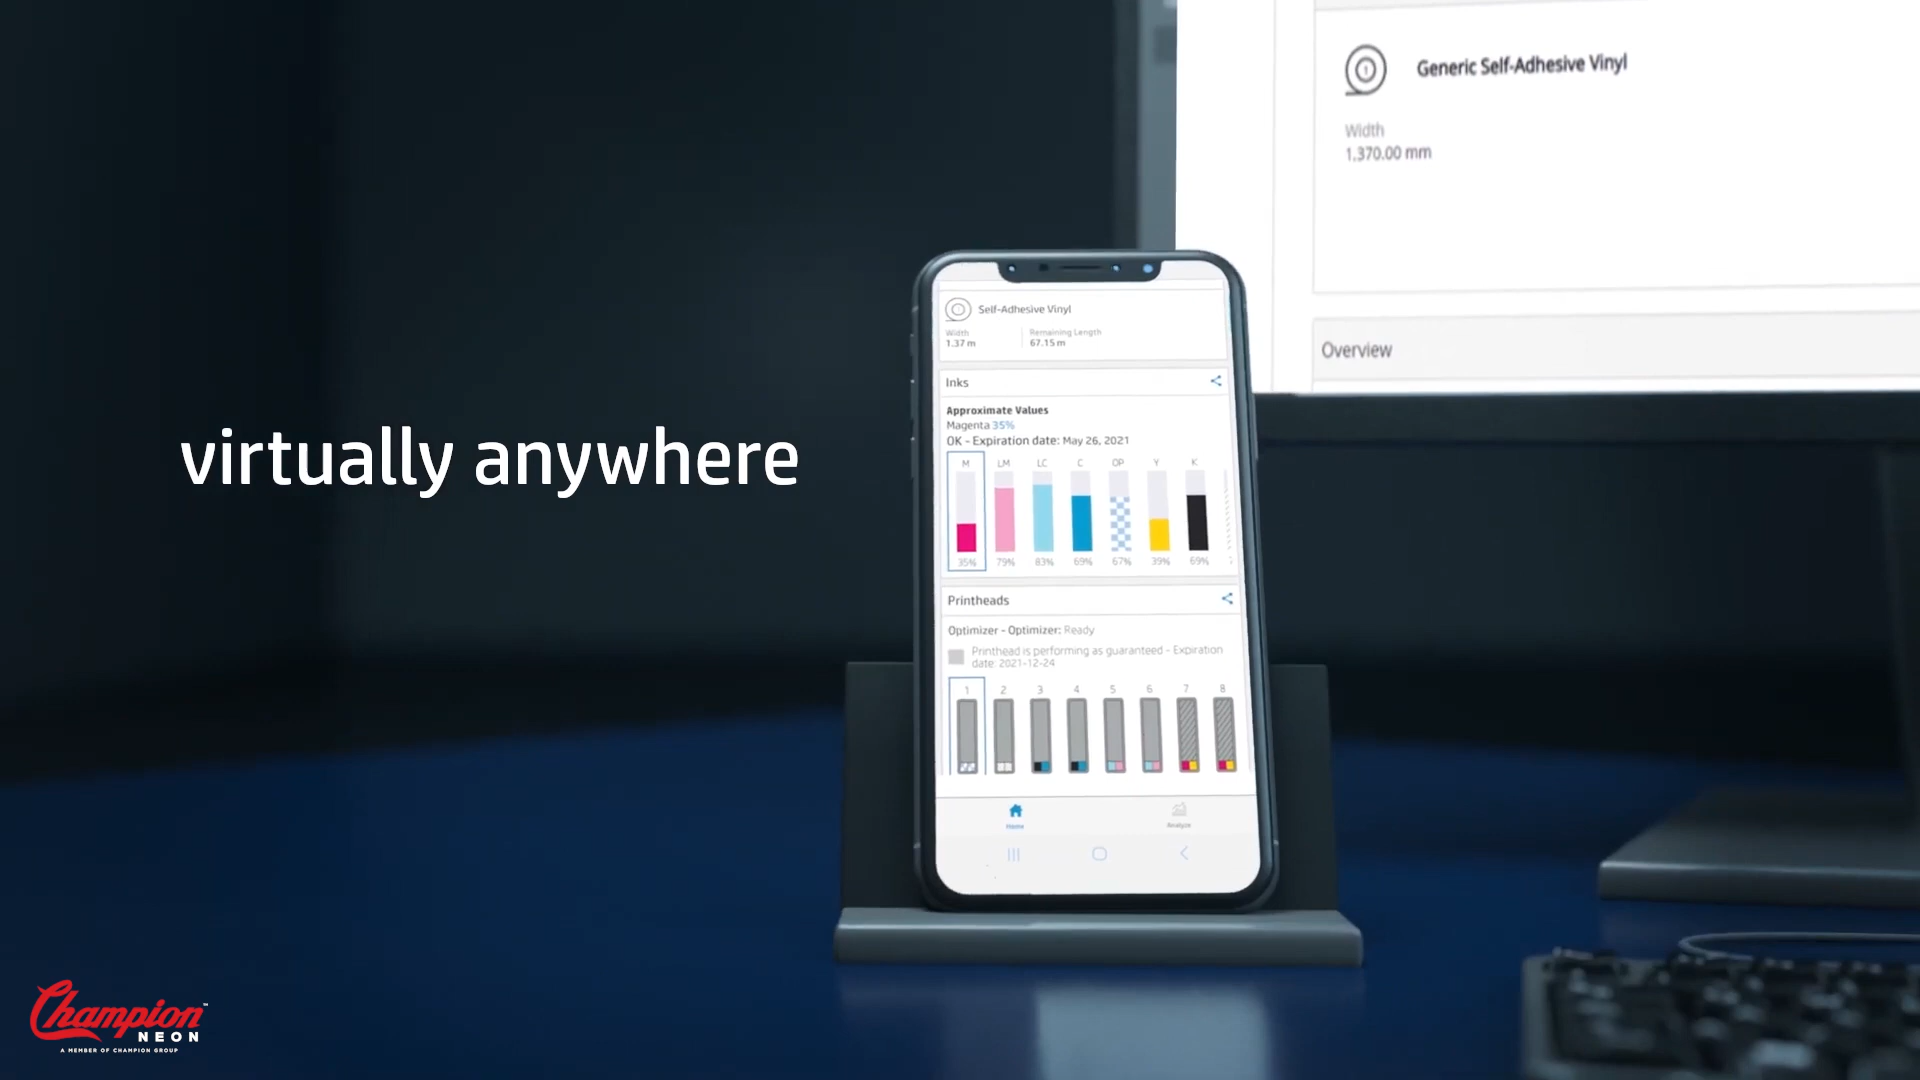 Generic Self-Adhesive Vinyl
Width
1,370.00 mm
Overview
virtually anywhere
Self-Adhesive Vinyl
Width Remaining Length
1.37 m 67.15 m
Inks
Approximate Values
Magenta 35%
OK - Expiration date: May 26, 2021
M LM LC C OP Y K
35% 79% 83% 69% 67% 39% 69%
Printheads
Optimizer - Optimizer: Ready
Printhead is performing as guaranteed - Expiration
date: 2021-12-24
1 2 3 4 5 6 7 8
Home Analyze
Champion™
NEON
A MEMBER OF CHAMPION GROUP